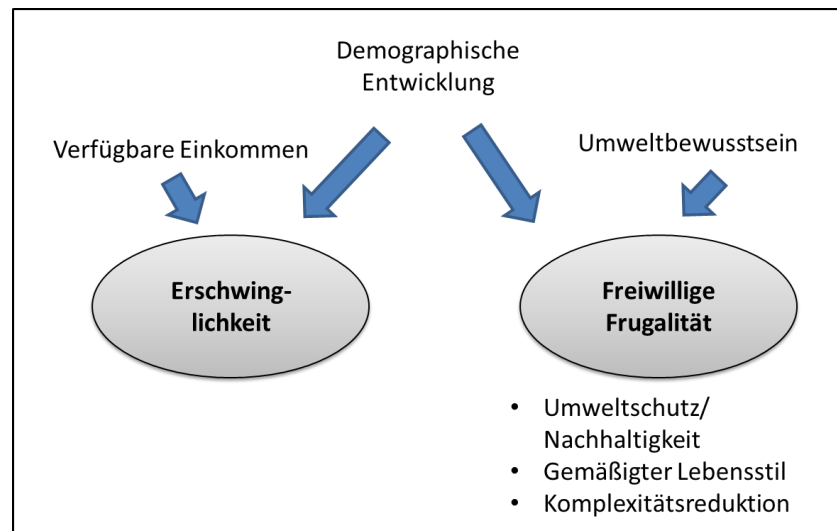 Demographische
Entwicklung
Verfügbare Einkommen
Umweltbewusstsein
Erschwing-
lichkeit
Freiwillige
Frugalität
• Umweltschutz/
Nachhaltigkeit
• Gemäßigter Lebensstil
• Komplexitätsreduktion